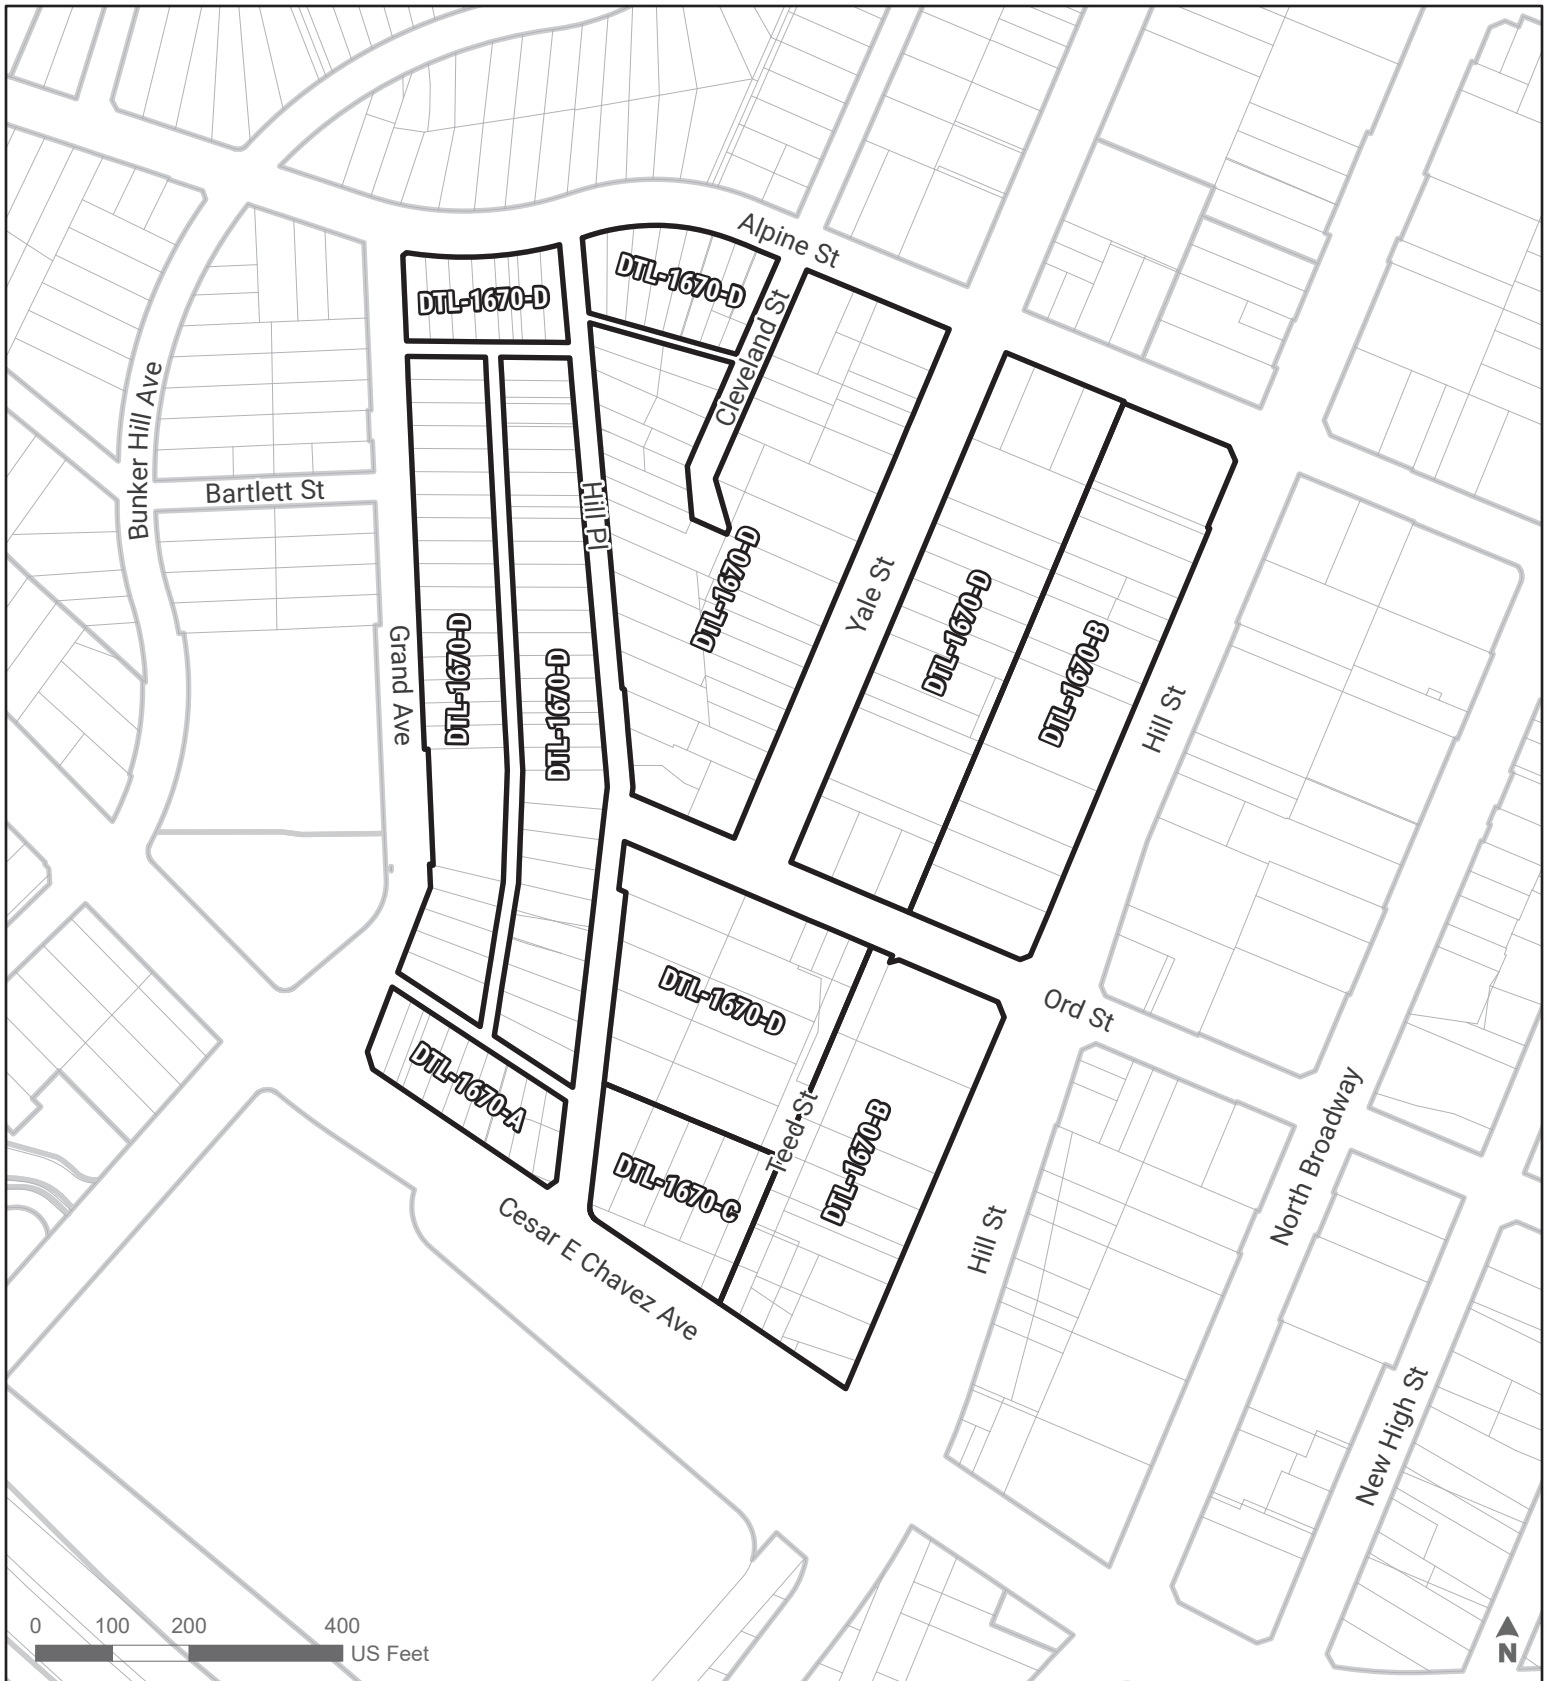 Alpine St
DTL-1670-D
DTL-1670-D
Cleveland St
Bunker Hill Ave
Bartlett St
Hill Pl
DTL-1670-D
Yale St
DTL-1670-D
DTL-1670-B
Grand Ave
DTL-1670-D
DTL-1670-D
Hill St
DTL-1670-D
Ord St
DTL-1670-A
Teed St
DTL-1670-B
DTL-1670-C
North Broadway
Cesar E Chavez Ave
Hill St
New High St
0 100 200 400
US Feet
N